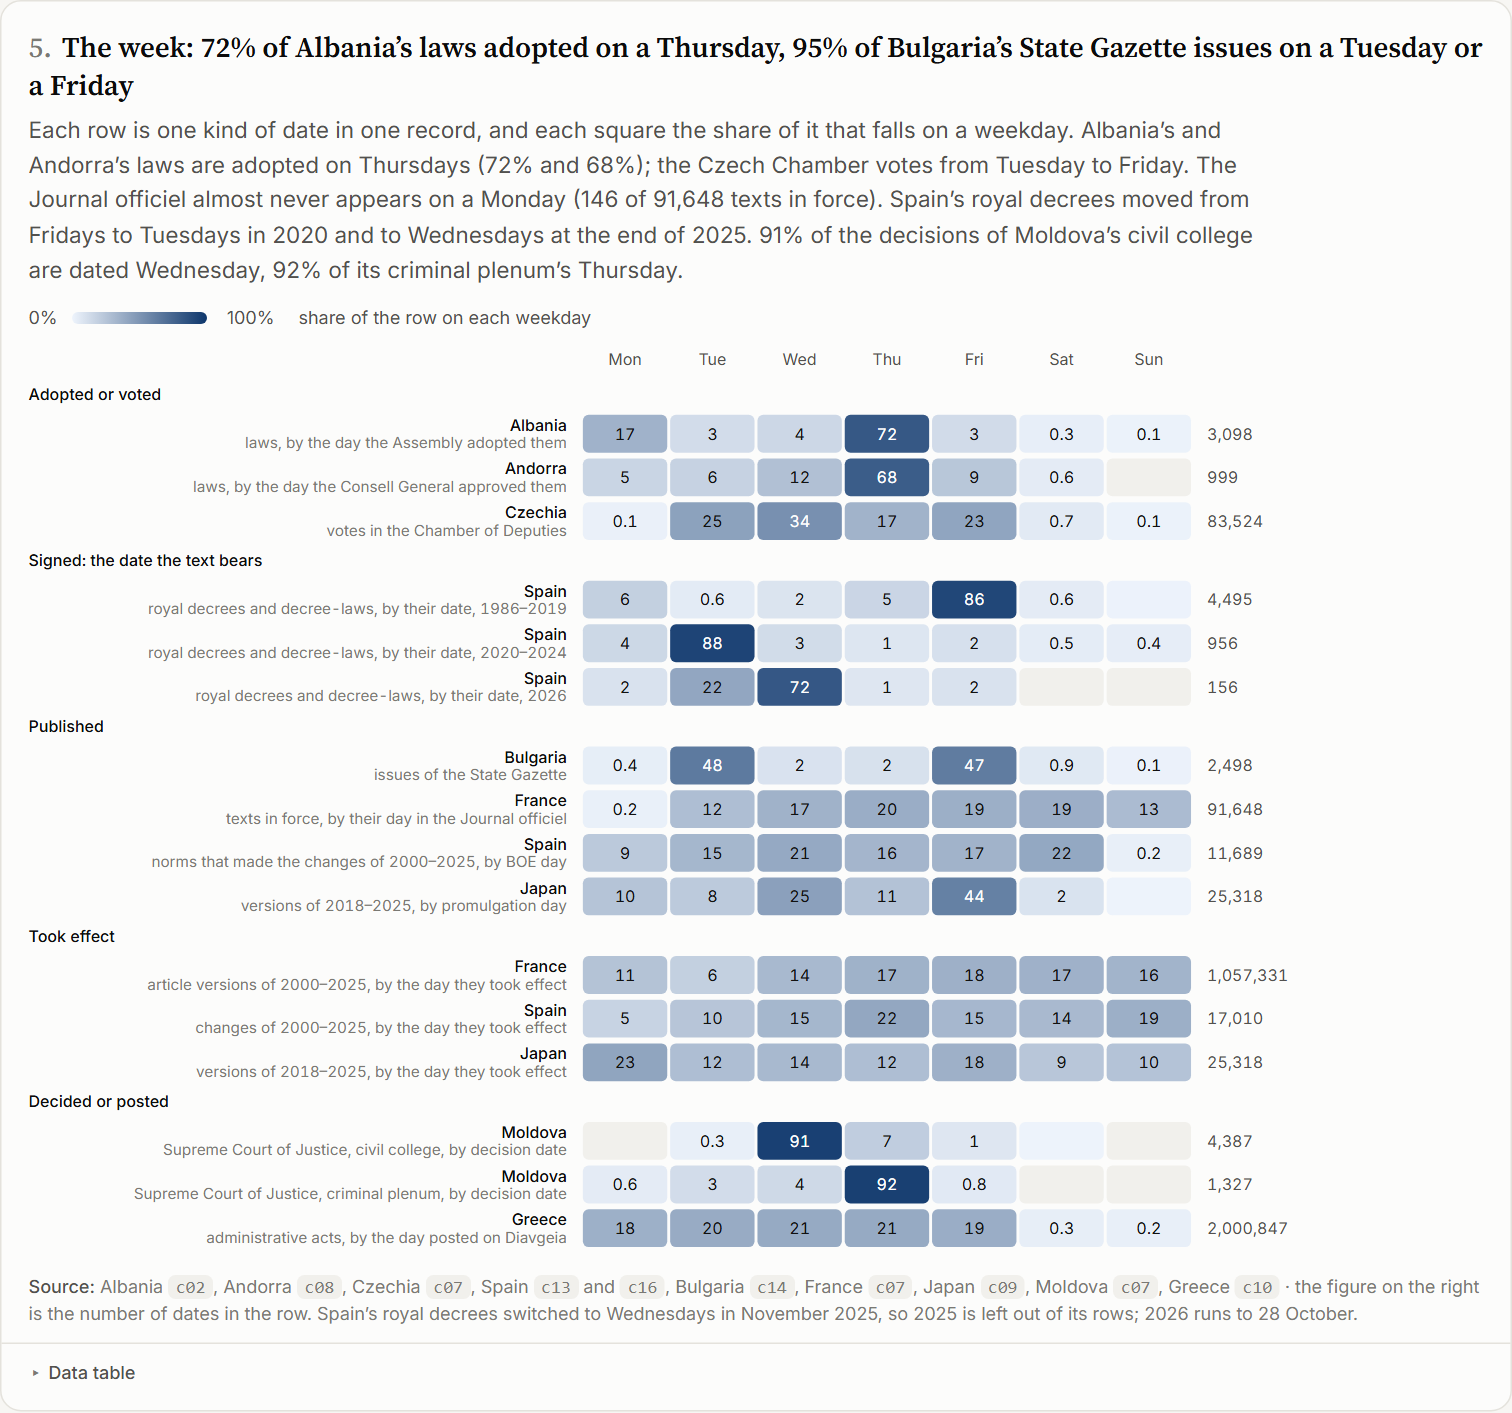 5. The week: 72% of Albania’s laws adopted on a Thursday, 95% of Bulgaria’s State Gazette issues on a Tuesday or
a Friday
Each row is one kind of date in one record, and each square the share of it that falls on a weekday. Albania’s and
Andorra’s laws are adopted on Thursdays (72% and 68%); the Czech Chamber votes from Tuesday to Friday. The
Journal officiel almost never appears on a Monday (146 of 91,648 texts in force). Spain’s royal decrees moved from
Fridays to Tuesdays in 2020 and to Wednesdays at the end of 2025. 91% of the decisions of Moldova’s civil college
are dated Wednesday, 92% of its criminal plenum’s Thursday.
0% 100% share of the row on each weekday
Mon Tue Wed Thu Fri Sat Sun
Adopted or voted
Albania
laws, by the day the Assembly adopted them
17 3 4 72 3 0.3 0.1 3,098
Andorra
laws, by the day the Consell General approved them
5 6 12 68 9 0.6 999
Czechia
votes in the Chamber of Deputies
0.1 25 34 17 23 0.7 0.1 83,524
Signed: the date the text bears
Spain
royal decrees and decree-laws, by their date, 1986–2019
6 0.6 2 5 86 0.6 4,495
Spain
royal decrees and decree-laws, by their date, 2020–2024
4 88 3 1 2 0.5 0.4 956
Spain
royal decrees and decree-laws, by their date, 2026
2 22 72 1 2 156
Published
Bulgaria
issues of the State Gazette
0.4 48 2 2 47 0.9 0.1 2,498
France
texts in force, by their day in the Journal officiel
0.2 12 17 20 19 19 13 91,648
Spain
norms that made the changes of 2000–2025, by BOE day
9 15 21 16 17 22 0.2 11,689
Japan
versions of 2018–2025, by promulgation day
10 8 25 11 44 2 25,318
Took effect
France
article versions of 2000–2025, by the day they took effect
11 6 14 17 18 17 16 1,057,331
Spain
changes of 2000–2025, by the day they took effect
5 10 15 22 15 14 19 17,010
Japan
versions of 2018–2025, by the day they took effect
23 12 14 12 18 9 10 25,318
Decided or posted
Moldova
Supreme Court of Justice, civil college, by decision date
0.3 91 7 1 4,387
Moldova
Supreme Court of Justice, criminal plenum, by decision date
0.6 3 4 92 0.8 1,327
Greece
administrative acts, by the day posted on Diavgeia
18 20 21 21 19 0.3 0.2 2,000,847
Source: Albania c02, Andorra c08, Czechia c07, Spain c13 and c16, Bulgaria c14, France c07, Japan c09, Moldova c07, Greece c10 · the figure on the right
is the number of dates in the row. Spain’s royal decrees switched to Wednesdays in November 2025, so 2025 is left out of its rows; 2026 runs to 28 October.
Data table